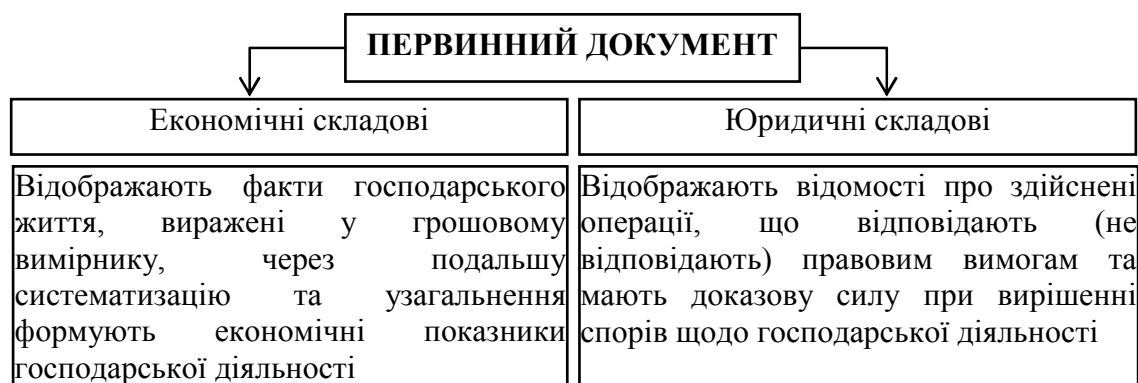 ПЕРВИННИЙ ДОКУМЕНТ
Економічні складові
Юридичні складові
Відображають факти господарського
життя, виражені у грошовому
вимірнику, через подальшу
систематизацію та узагальнення
формують економічні показники
господарської діяльності
Відображають відомості про здійснені
операції, що відповідають (не
відповідають) правовим вимогам та
мають доказову силу при вирішенні
спорів щодо господарської діяльності